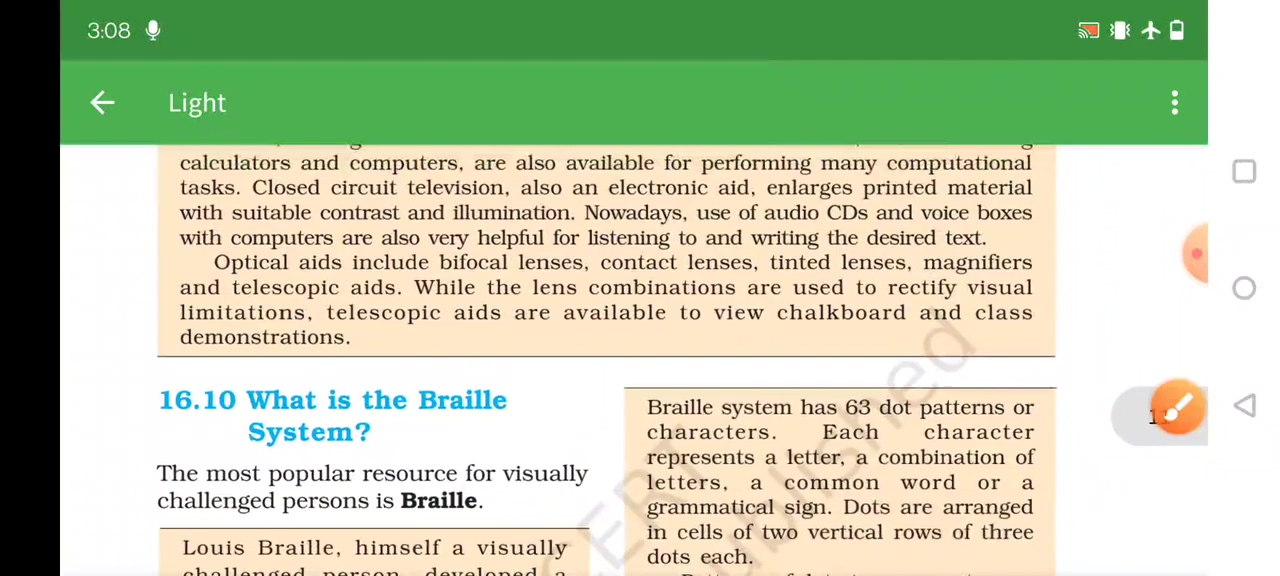 3:08
Light
calculators and computers, are also available for performing many computational
tasks. Closed circuit television, also an electronic aid, enlarges printed material
with suitable contrast and illumination. Nowadays, use of audio CDs and voice boxes
with computers are also very helpful for listening to and writing the desired text.
Optical aids include bifocal lenses, contact lenses, tinted lenses, magnifiers
and telescopic aids. While the lens combinations are used to rectify visual
limitations, telescopic aids are available to view chalkboard and class
demonstrations.
16.10 What is the Braille
System?
The most popular resource for visually
challenged persons is Braille.
Louis Braille, himself a visually
challenged person, developed a
Braille system has 63 dot patterns or
characters. Each character
represents a letter, a combination of
letters, a common word or a
grammatical sign. Dots are arranged
in cells of two vertical rows of three
dots each.